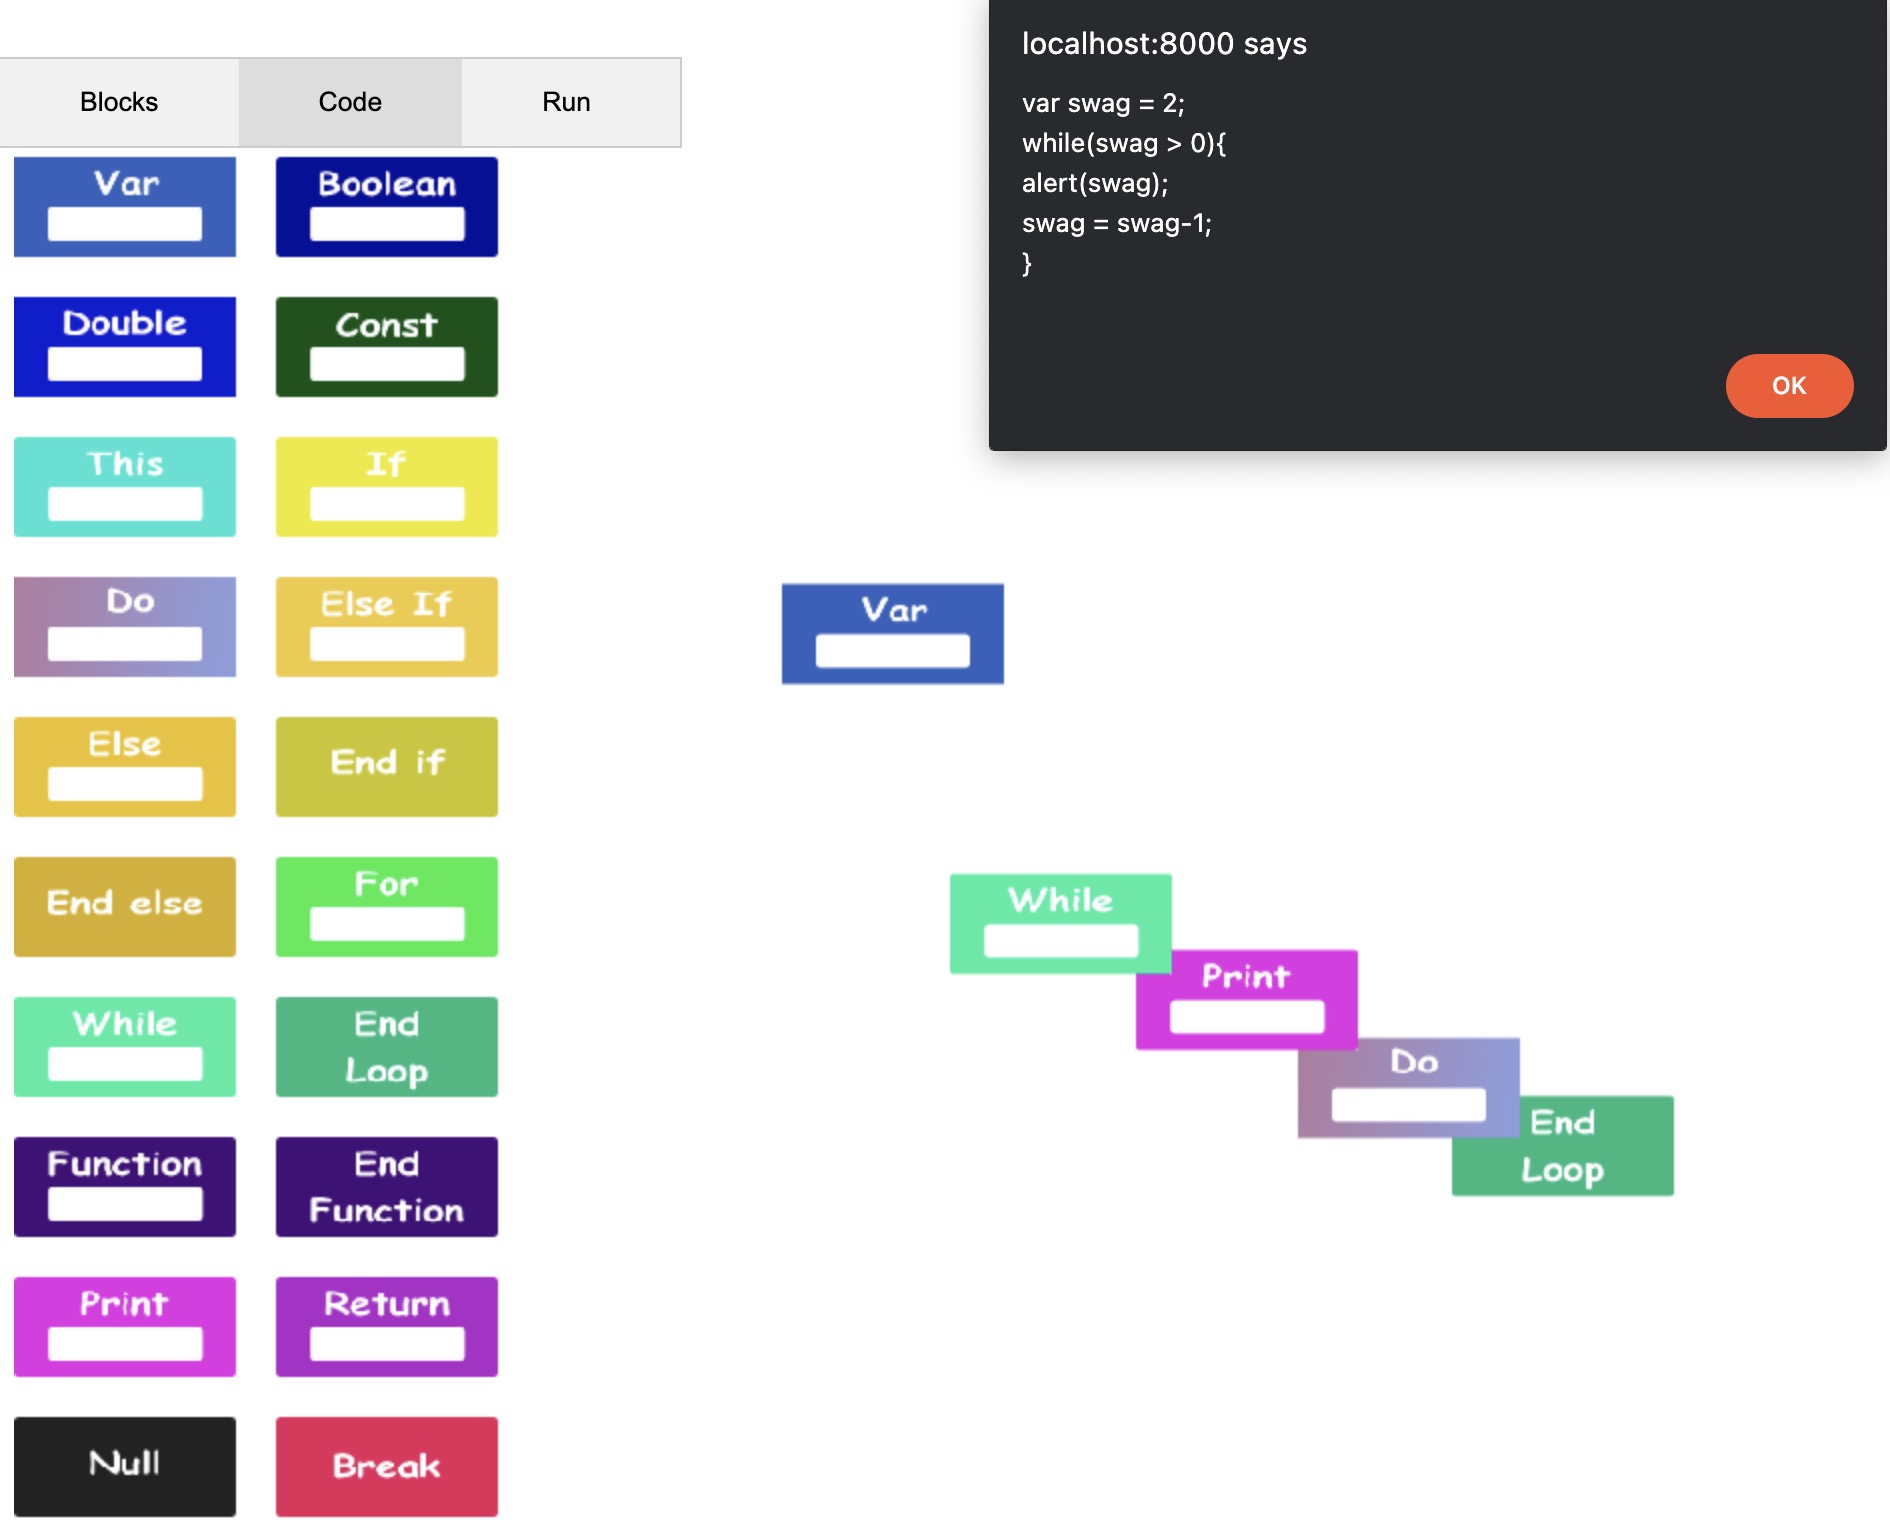 localhost:8000 says
var swag = 2;
while(swag > 0){
alert(swag);
swag = swag-1;
}
OK
Blocks Code Run
Var Boolean
Double Const
This If
Do Else If
Else End if
End else For
While End
Loop
Function End
Function
Print Return
Null Break
Var
While
Print
Do
End
Loop